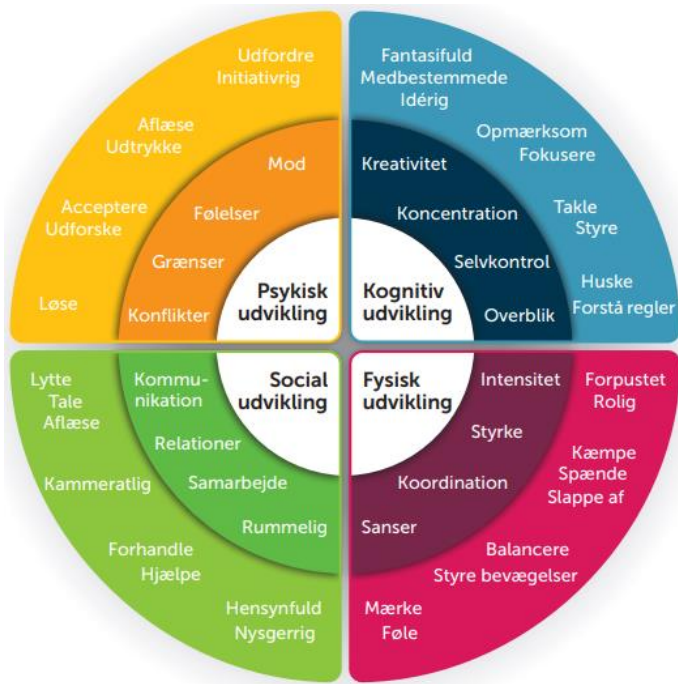 Udfordre
Initiativrig
Aflæse
Udtrykke
Acceptere
Udforske
Løse
Mod
Følelser
Grænser
Konflikter
Psykisk
udvikling
Fantasifuld
Medbestemmede
Idérig
Opmærksom
Fokusere
Takle
Styre
Huske
Forstå regler
Kreativitet
Koncentration
Selvkontrol
Overblik
Kognitiv
udvikling
Lytte
Tale
Aflæse
Kammeratlig
Forhandle
Hjælpe
Hensynfuld
Nysgerrig
Kommu-
nikation
Relationer
Samarbejde
Rummelig
Social
udvikling
Fysisk
udvikling
Intensitet
Styrke
Koordination
Sanser
Forpustet
Rolig
Kæmpe
Spænde
Slappe af
Balancere
Styre bevægelser
Mærke
Føle